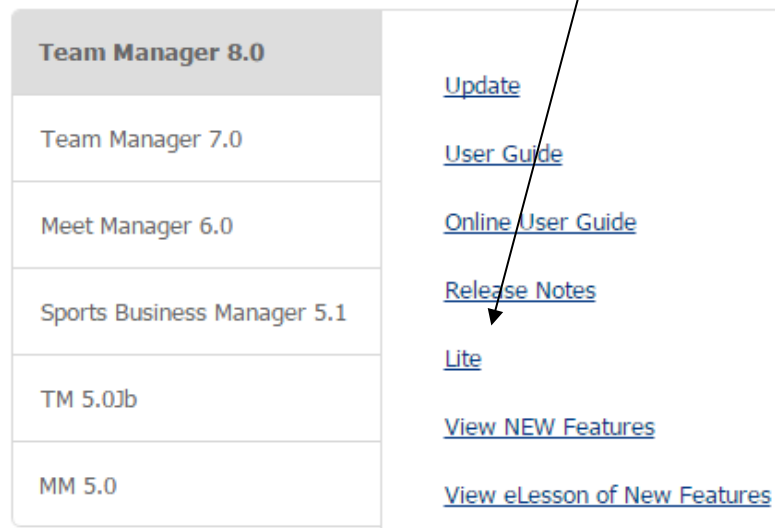 Team Manager 8.0
Team Manager 7.0
Meet Manager 6.0
Sports Business Manager 5.1
TM 5.0Jb
MM 5.0
Update
User Guide
Online User Guide
Release Notes
Lite
View NEW Features
View eLesson of New Features